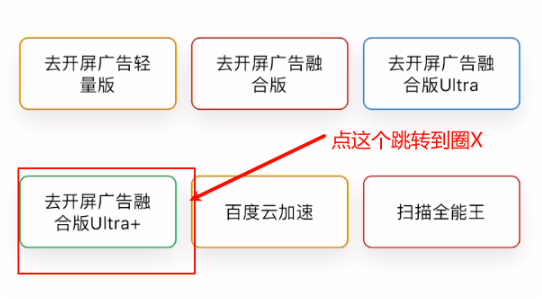 去开屏广告轻
量版
去开屏广告融
合版
去开屏广告融
合版Ultra
点这个跳转到圈X
去开屏广告融
合版Ultra+
百度云加速
扫描全能王